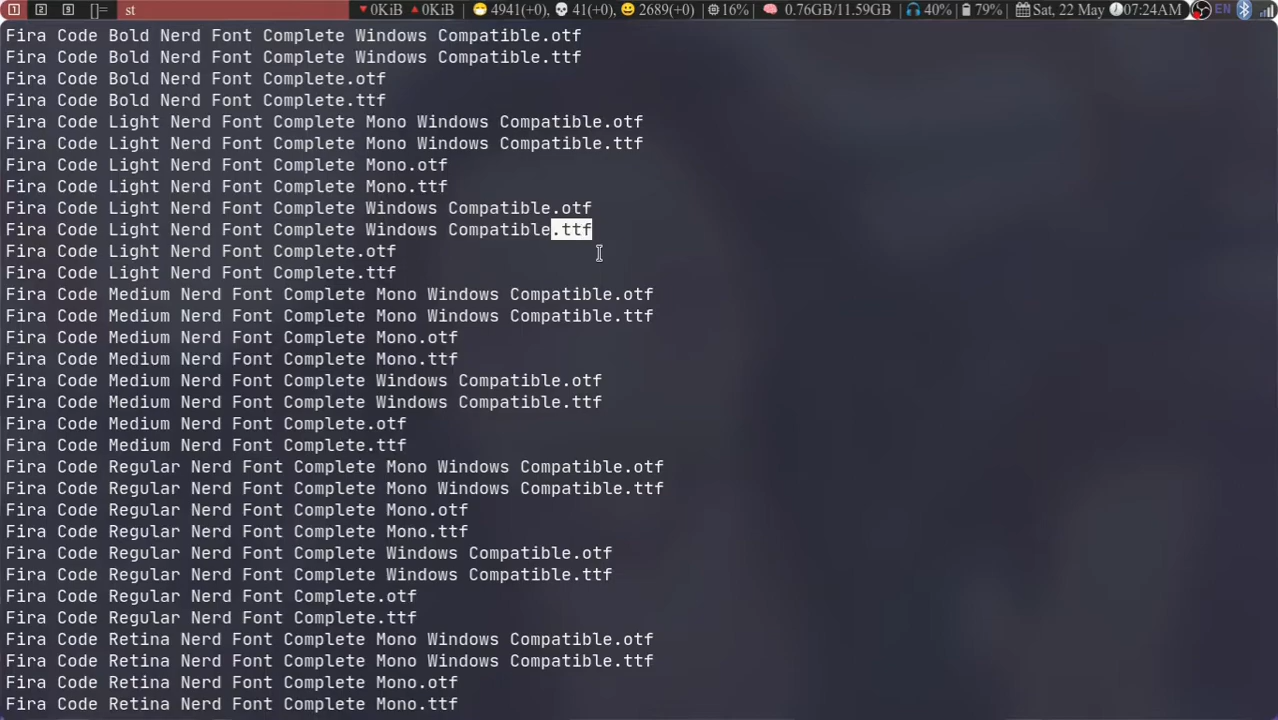 1 2 9 []= st 0KiB 0KiB 4941(+0), 41(+0), 2689(+0) 16% 0.76GB/11.59GB 40% 79% Sat, 22 May 07:24AM EN
Fira Code Bold Nerd Font Complete Windows Compatible.otf
Fira Code Bold Nerd Font Complete Windows Compatible.ttf
Fira Code Bold Nerd Font Complete.otf
Fira Code Bold Nerd Font Complete.ttf
Fira Code Light Nerd Font Complete Mono Windows Compatible.otf
Fira Code Light Nerd Font Complete Mono Windows Compatible.ttf
Fira Code Light Nerd Font Complete Mono.otf
Fira Code Light Nerd Font Complete Mono.ttf
Fira Code Light Nerd Font Complete Windows Compatible.otf
Fira Code Light Nerd Font Complete Windows Compatible.ttf
Fira Code Light Nerd Font Complete.otf
Fira Code Light Nerd Font Complete.ttf
Fira Code Medium Nerd Font Complete Mono Windows Compatible.otf
Fira Code Medium Nerd Font Complete Mono Windows Compatible.ttf
Fira Code Medium Nerd Font Complete Mono.otf
Fira Code Medium Nerd Font Complete Mono.ttf
Fira Code Medium Nerd Font Complete Windows Compatible.otf
Fira Code Medium Nerd Font Complete Windows Compatible.ttf
Fira Code Medium Nerd Font Complete.otf
Fira Code Medium Nerd Font Complete.ttf
Fira Code Regular Nerd Font Complete Mono Windows Compatible.otf
Fira Code Regular Nerd Font Complete Mono Windows Compatible.ttf
Fira Code Regular Nerd Font Complete Mono.otf
Fira Code Regular Nerd Font Complete Mono.ttf
Fira Code Regular Nerd Font Complete Windows Compatible.otf
Fira Code Regular Nerd Font Complete Windows Compatible.ttf
Fira Code Regular Nerd Font Complete.otf
Fira Code Regular Nerd Font Complete.ttf
Fira Code Retina Nerd Font Complete Mono Windows Compatible.otf
Fira Code Retina Nerd Font Complete Mono Windows Compatible.ttf
Fira Code Retina Nerd Font Complete Mono.otf
Fira Code Retina Nerd Font Complete Mono.ttf